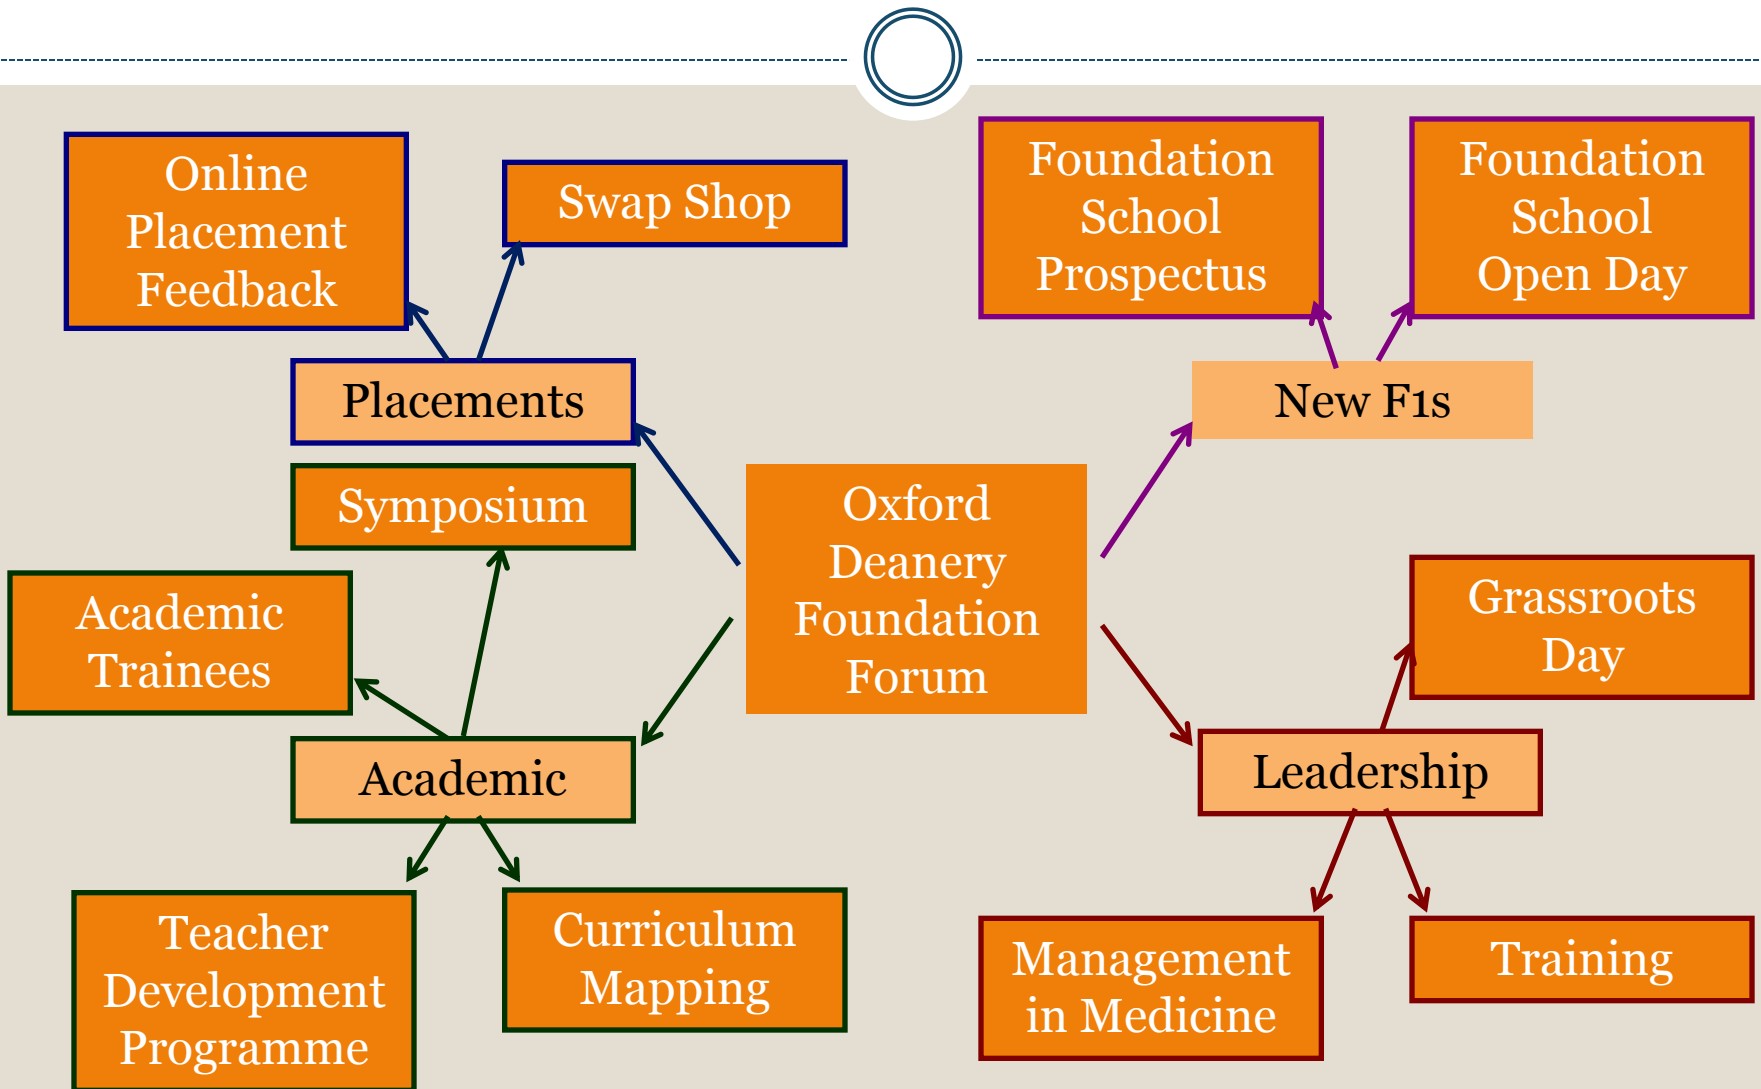 Online
Placement
Feedback
Swap Shop
Foundation
School
Prospectus
Foundation
School
Open Day
Placements
New F1s
Symposium
Oxford
Deanery
Foundation
Forum
Academic
Trainees
Grassroots
Day
Academic
Leadership
Teacher
Development
Programme
Curriculum
Mapping
Management
in Medicine
Training